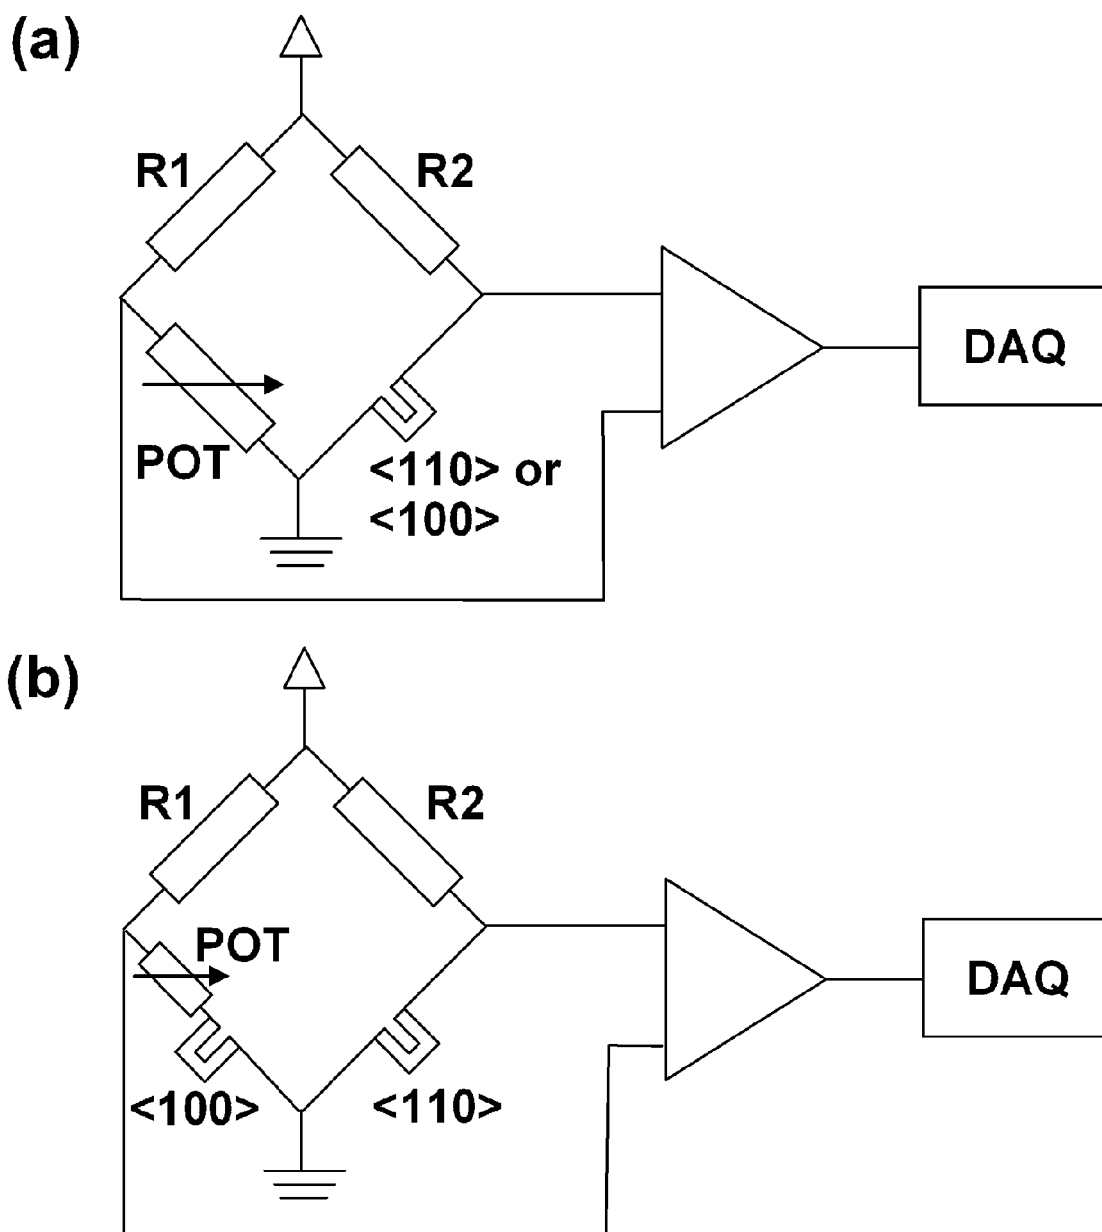 (a)
R1
R2
DAQ
POT
<110> or
<100>
(b)
R1
R2
POT
DAQ
<100>
<110>